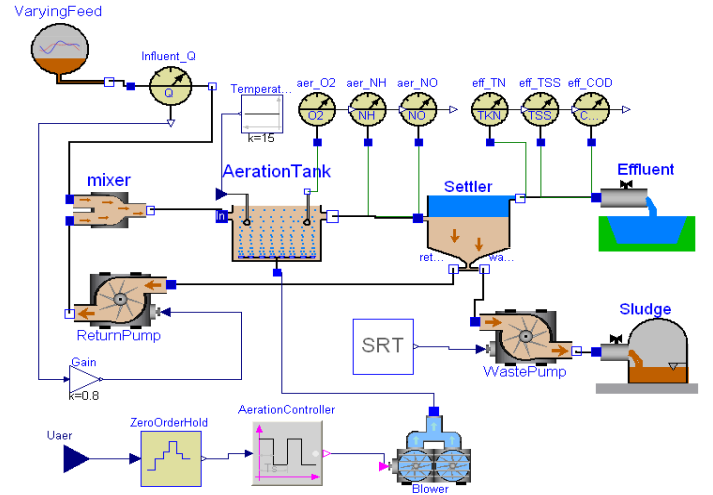 VaryingFeed
Influent_Q
Q
Temperat...
k=15
aer_O2
aer_NH
aer_NO
O2
NH
NO
eff_TN
eff_TSS
eff_COD
TKN
TSS
C...
mixer
AerationTank
In
Settler
Effluent
ret...
wa...
ReturnPump
Gain
k=0.8
SRT
WastePump
Sludge
Uaer
ZeroOrderHold
AerationController
Ts
Blower